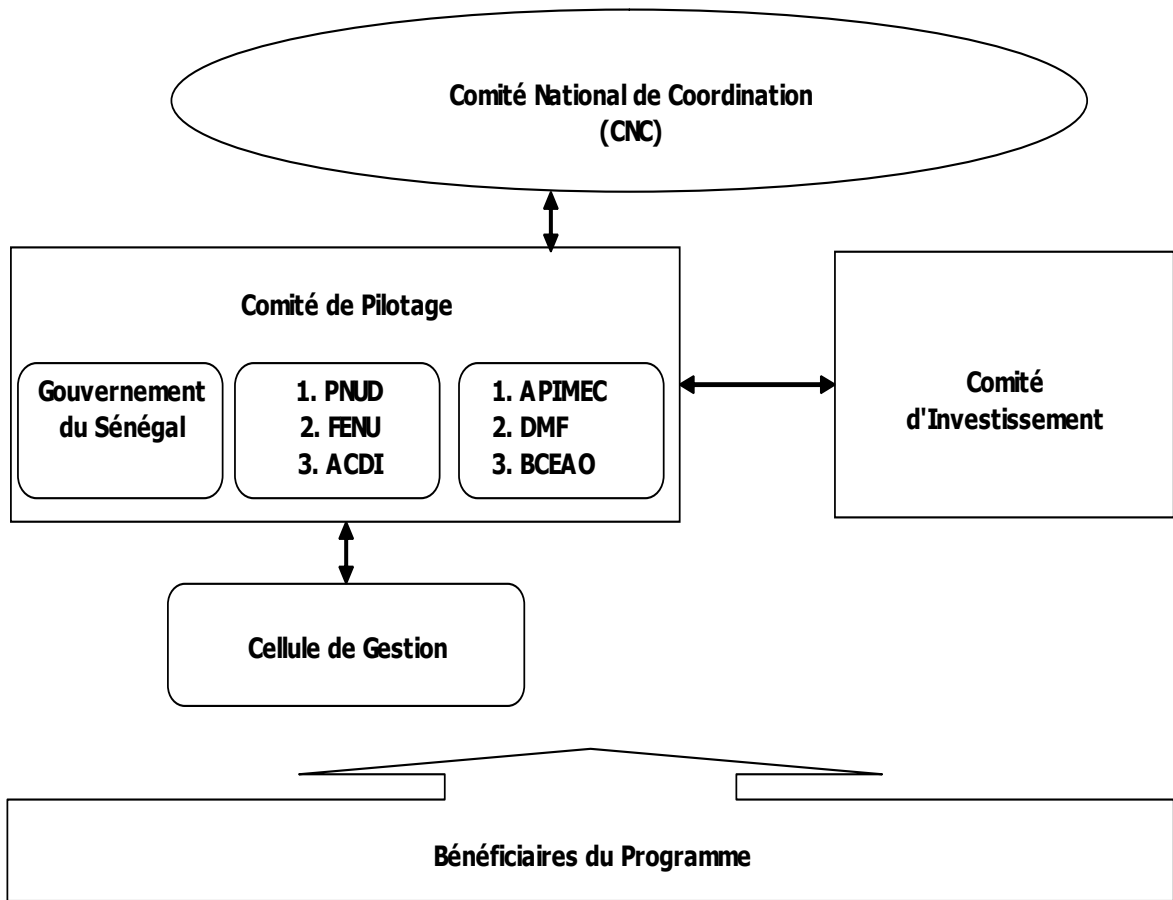 Comité National de Coordination
(CNC)
Comité de Pilotage
Gouvernement
du Sénégal
1. PNUD
2. FENU
3. ACDI
1. APIMEC
2. DMF
3. BCEAO
Comité
d'Investissement
Cellule de Gestion
Bénéficiaires du Programme